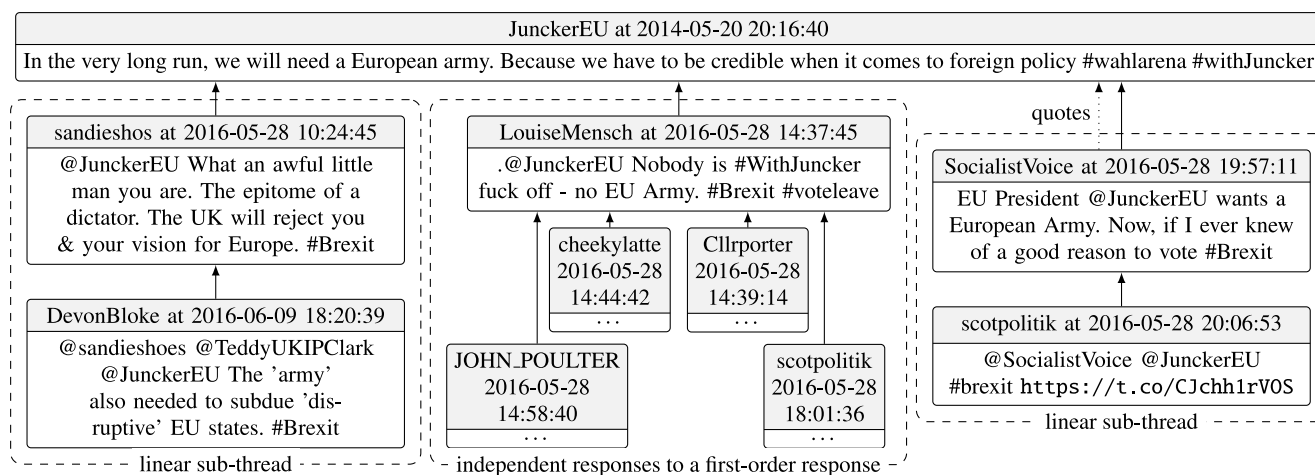 JunckerEU at 2014-05-20 20:16:40
In the very long run, we will need a European army. Because we have to be credible when it comes to foreign policy #wahlarena #withJuncker
sandieshos at 2016-05-28 10:24:45
@JunckerEU What an awful little
man you are. The epitome of a
dictator. The UK will reject you
& your vision for Europe. #Brexit
DevonBloke at 2016-06-09 18:20:39
@sandieshoes @TeddyUKIPClark
@JunckerEU The 'army'
also needed to subdue 'dis-
ruptive' EU states. #Brexit
linear sub-thread
LouiseMensch at 2016-05-28 14:37:45
.@JunckerEU Nobody is #WithJuncker
fuck off - no EU Army. #Brexit #voteleave
cheekylatte
2016-05-28
14:44:42
...
Cllrporter
2016-05-28
14:39:14
...
JOHN_POULTER
2016-05-28
14:58:40
...
scotpolitik
2016-05-28
18:01:36
...
independent responses to a first-order response
quotes
SocialistVoice at 2016-05-28 19:57:11
EU President @JunckerEU wants a
European Army. Now, if I ever knew
of a good reason to vote #Brexit
scotpolitik at 2016-05-28 20:06:53
@SocialistVoice @JunckerEU
#brexit https://t.co/CJchh1rVOS
linear sub-thread